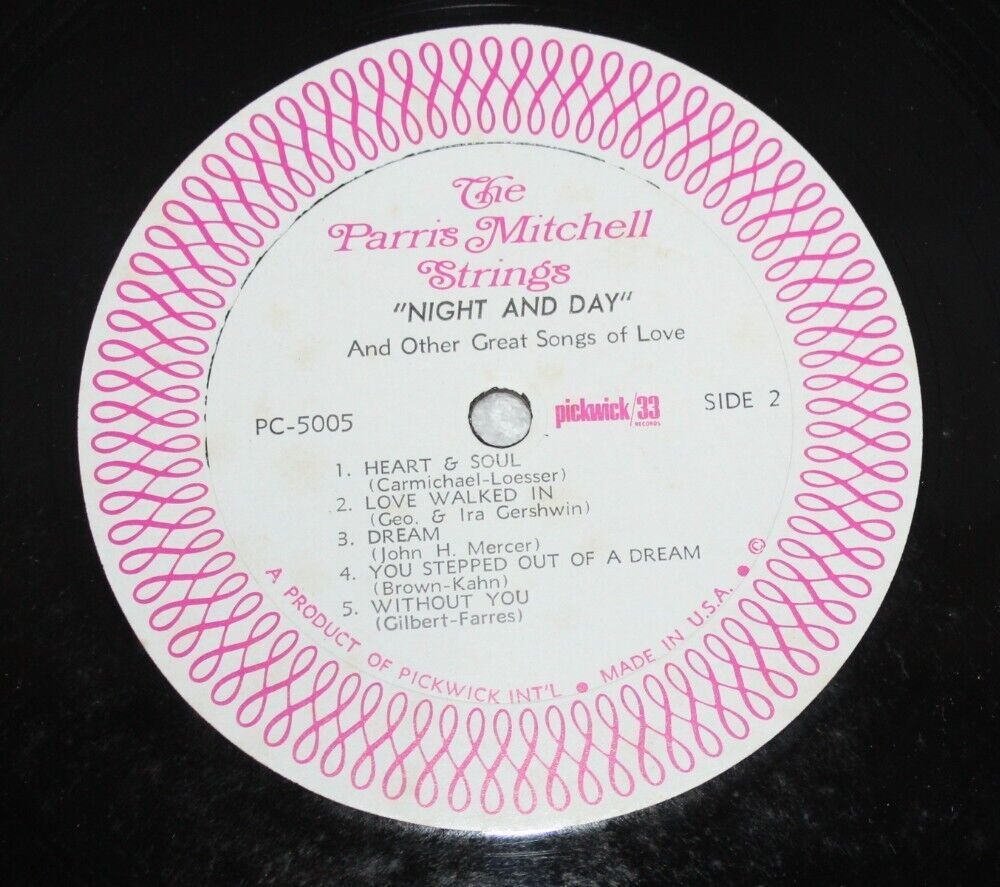 The
Parris Mitchell
Strings
"NIGHT AND DAY"
And Other Great Songs of Love
PC-5005
pickwick/33
RECORDS
SIDE 2
1. HEART & SOUL
(Carmichael-Loesser)
2. LOVE WALKED IN
(Geo. & Ira Gershwin)
3. DREAM
(John H. Mercer)
4. YOU STEPPED OUT OF A DREAM
(Brown-Kahn)
5. WITHOUT YOU
(Gilbert-Farres)
A PRODUCT OF PICKWICK INT'L • MADE IN U.S.A. • ©